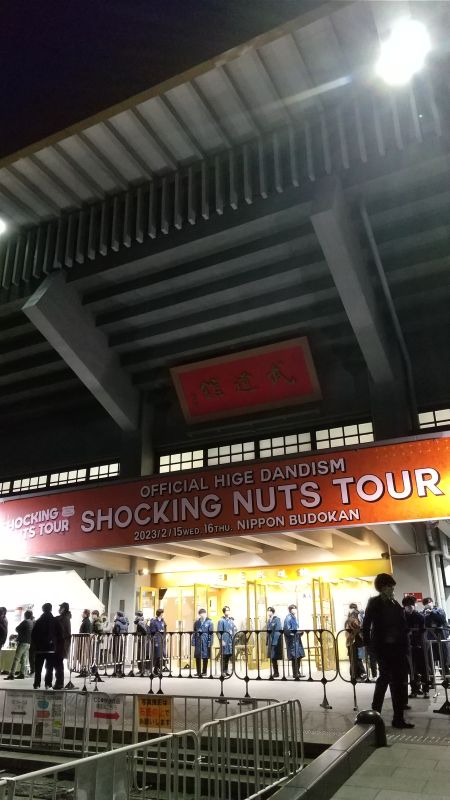 武道館
SHOCKING
NUTS TOUR
OFFICIAL HIGE DANDISM
SHOCKING NUTS TOUR
2023/2/15WED. 16THU. NIPPON BUDOKAN